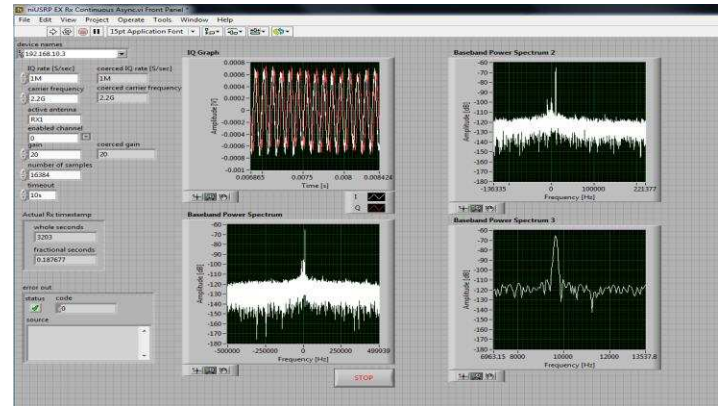 niUSRP EX Rx Continuous Async.vi Front Panel *
File Edit View Project Operate Tools Window Help
15pt Application Font
device names
192.168.10.3
IQ rate [S/sec] coerced IQ rate [S/sec]
1M 1M
carrier frequency coerced carrier frequency
2.2G 2.2G
active antenna
RX1
enabled channel
0
gain coerced gain
20 20
number of samples
16384
timeout
10s
Actual Rx timestamp
whole seconds
3203
fractional seconds
0.187677
error out
status code
0
source
IQ Graph
Amplitude [V]
0.0008
0.0006
0.0004
0.0002
0
-0.0002
-0.0004
-0.0006
-0.0008
-0.001
0.006865 0.0075 0.008 0.008424
Time [s]
I
Q
Baseband Power Spectrum
Amplitude [dB]
-60
-70
-80
-90
-100
-110
-120
-130
-140
-150
-160
-170
-180
-500000 -250000 0 250000 499939
Frequency [Hz]
STOP
Baseband Power Spectrum 2
Amplitude [dB]
-60
-70
-80
-90
-100
-110
-120
-130
-140
-150
-160
-170
-180
-136335 0 100000 221377
Frequency [Hz]
Baseband Power Spectrum 3
Amplitude [dB]
-60
-70
-80
-90
-100
-110
-120
-130
-140
-150
-160
-170
-180
6963.15 8000 10000 12000 13537.8
Frequency [Hz]